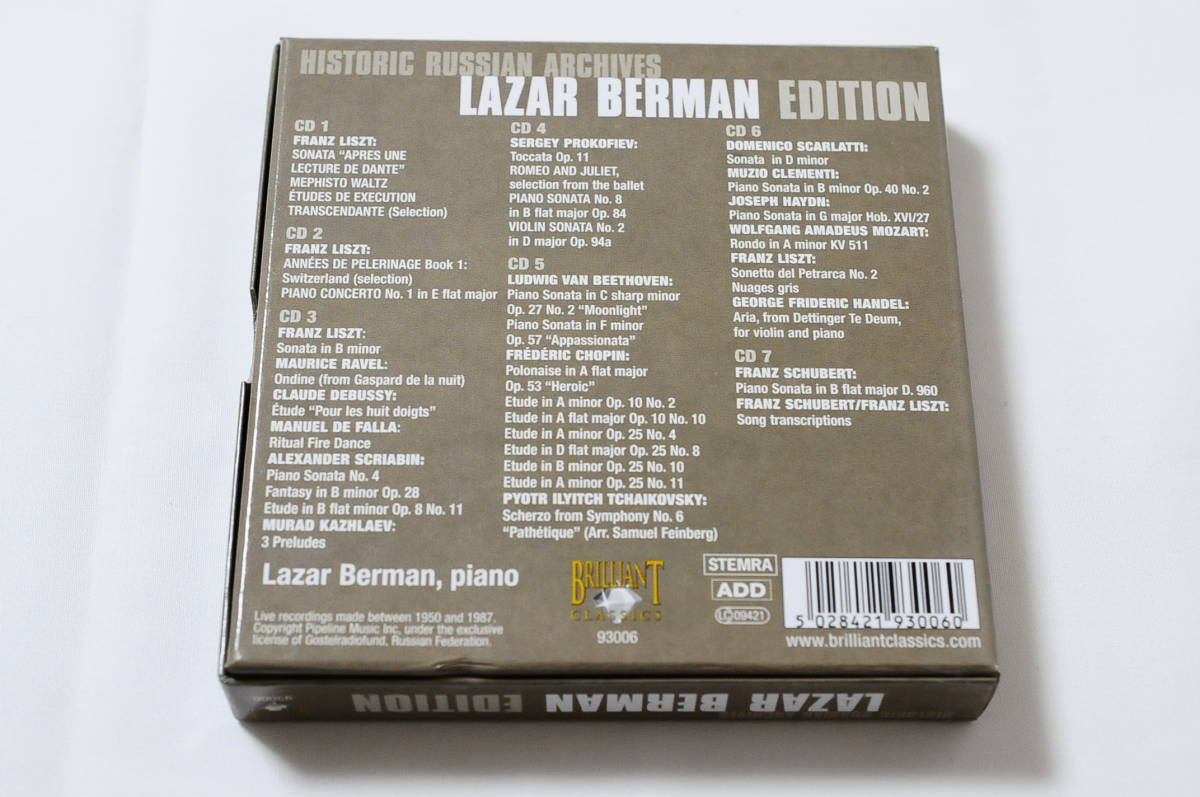 HISTORIC RUSSIAN ARCHIVES
LAZAR BERMAN EDITION
CD 1
FRANZ LISZT:
SONATA “APRES UNE
LECTURE DE DANTE”
MEPHISTO WALTZ
ÉTUDES DE EXECUTION
TRANSCENDANTE (Selection)
CD 2
FRANZ LISZT:
ANNÉES DE PELERINAGE Book 1:
Switzerland (selection)
PIANO CONCERTO No. 1 in E flat major
CD 3
FRANZ LISZT:
Sonata in B minor
MAURICE RAVEL:
Ondine (from Gaspard de la nuit)
CLAUDE DEBUSSY:
Étude “Pour les huit doigts”
MANUEL DE FALLA:
Ritual Fire Dance
ALEXANDER SCRIABIN:
Piano Sonata No. 4
Fantasy in B minor Op. 28
Etude in B flat minor Op. 8 No. 11
MURAD KAZHLAEV:
3 Preludes
CD 4
SERGEY PROKOFIEV:
Toccata Op. 11
ROMEO AND JULIET,
selection from the ballet
PIANO SONATA No. 8
in B flat major Op. 84
VIOLIN SONATA No. 2
in D major Op. 94a
CD 5
LUDWIG VAN BEETHOVEN:
Piano Sonata in C sharp minor
Op. 27 No. 2 “Moonlight”
Piano Sonata in F minor
Op. 57 “Appassionata”
FRÉDÉRIC CHOPIN:
Polonaise in A flat major
Op. 53 “Heroic”
Etude in A minor Op. 10 No. 2
Etude in A flat major Op. 10 No. 10
Etude in A minor Op. 25 No. 4
Etude in D flat major Op. 25 No. 8
Etude in B minor Op. 25 No. 10
Etude in A minor Op. 25 No. 11
PYOTR ILYITCH TCHAIKOVSKY:
Scherzo from Symphony No. 6
“Pathétique” (Arr. Samuel Feinberg)
CD 6
DOMENICO SCARLATTI:
Sonata in D minor
MUZIO CLEMENTI:
Piano Sonata in B minor Op. 40 No. 2
JOSEPH HAYDN:
Piano Sonata in G major Hob. XVI/27
WOLFGANG AMADEUS MOZART:
Rondo in A minor KV 511
FRANZ LISZT:
Sonetto del Petrarca No. 2
Nuages gris
GEORGE FRIDERIC HANDEL:
Aria, from Dettinger Te Deum,
for violin and piano
CD 7
FRANZ SCHUBERT:
Piano Sonata in B flat major D. 960
FRANZ SCHUBERT/FRANZ LISZT:
Song transcriptions
Lazar Berman, piano
Live recordings made between 1950 and 1987.
Copyright Pipeline Music Inc. under the exclusive
license of Gostelradiofund, Russian Federation.
BRILLIANT
CLASSICS
93006
STEMRA
ADD
LC 09421
5 028421 930060
www.brilliantclassics.com
HISTORIC RUSSIAN ARCHIVES
LAZAR BERMAN EDITION
93006